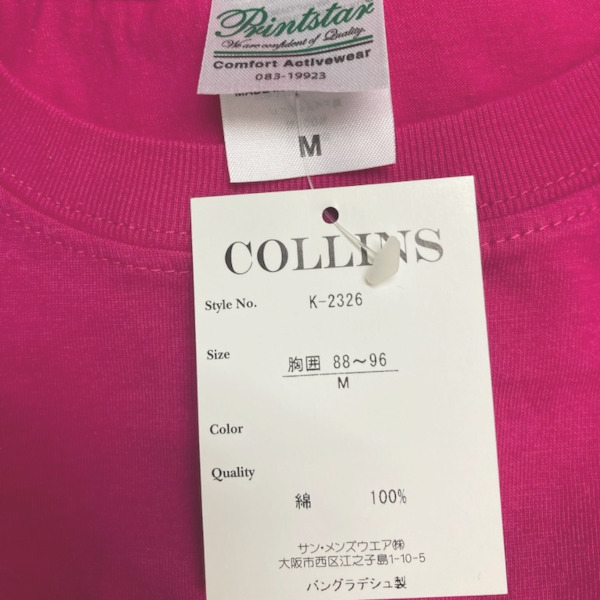 Printstar
We are confident of Quality.
Comfort Activewear
083-19923
M
COLLINS
Style No. K-2326
Size 胸囲 88～96
M
Color
Quality
綿 100%
サン・メンズウエア㈱
大阪市西区江之子島1-10-5
バングラデシュ製